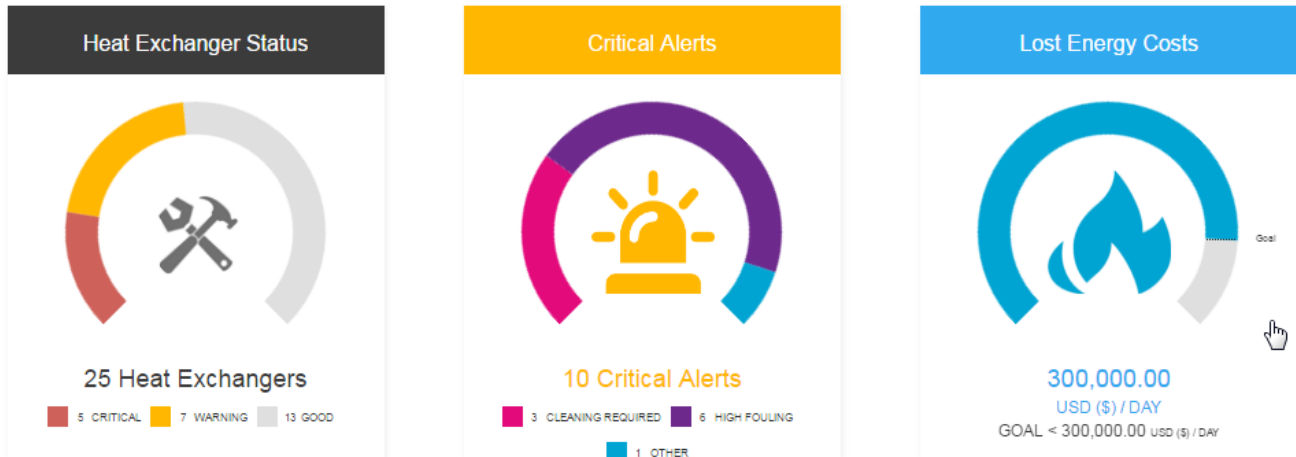 Heat Exchanger Status
25 Heat Exchangers
5 CRITICAL 7 WARNING 13 GOOD
Critical Alerts
10 Critical Alerts
3 CLEANING REQUIRED 6 HIGH FOULING
1 OTHER
Lost Energy Costs
Goal
300,000.00
USD ($) / DAY
GOAL < 300,000.00 USD ($) / DAY